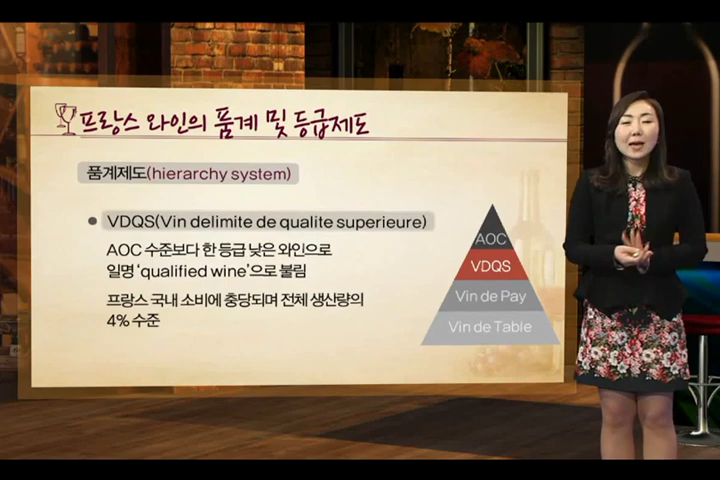 프랑스 와인의 품계 및 등급제도
품계제도(hierarchy system)
VDQS(Vin delimite de qualite superieure)
AOC 수준보다 한 등급 낮은 와인으로
일명 ‘qualified wine’으로 불림
프랑스 국내 소비에 충당되며 전체 생산량의
4% 수준
AOC
VDQS
Vin de Pay
Vin de Table